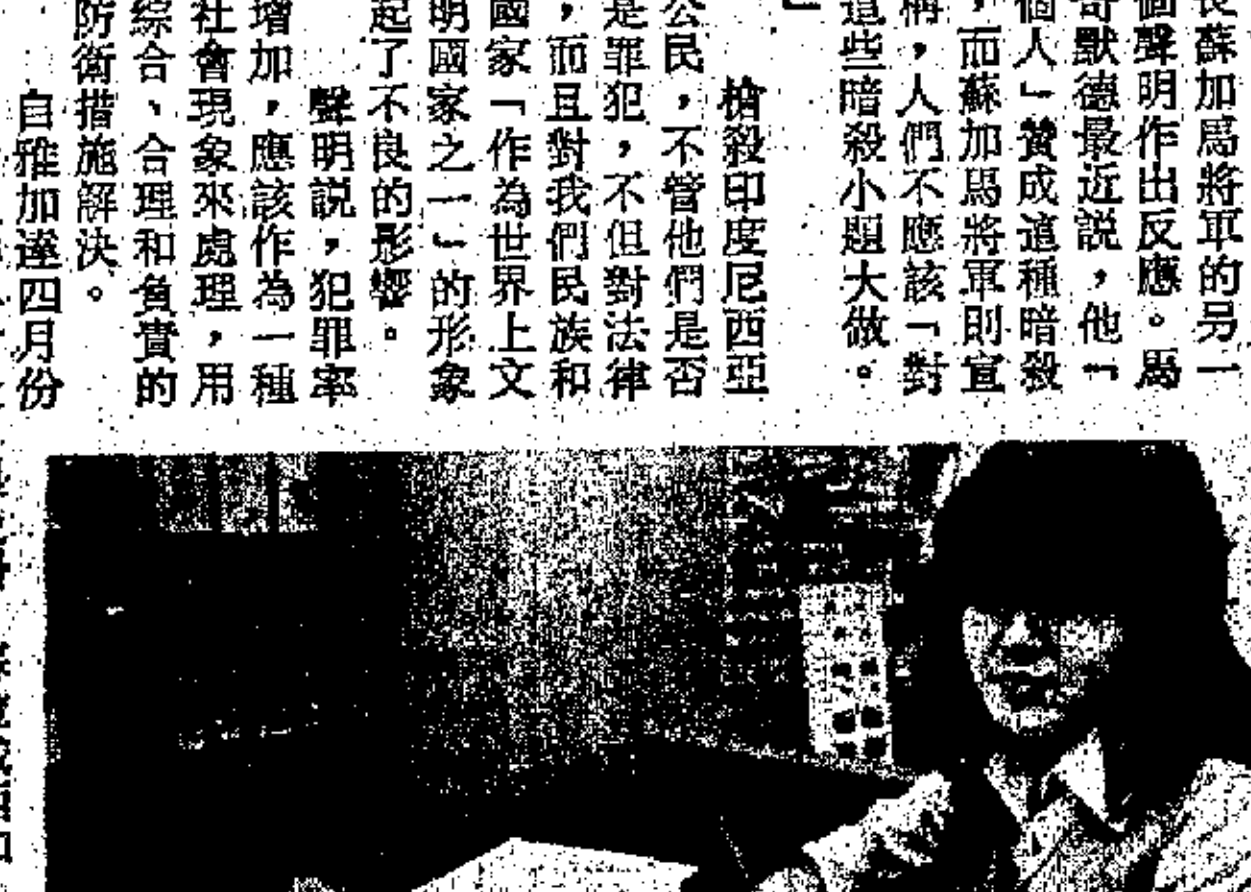 長蘇加馬將軍的另一
個聲明作出反應。馬
哥默德最近説,他「
個人」贊成這種暗殺
,而蘇加馬將軍則宣
稱,人們不應該「對
這些暗殺小題大做。
」
槍殺印度尼西亞
公民,不管他們是否
是罪犯,不但對法律
,而且對我們民族和
國家「作為世界上文
明國家之一」的形象
起了不良的形響。
聲明説,犯罪率
增加,應該作為一種
社會現象來處理,用
綜合、合理和負責的
防衛措施解決。
自雅加達四月份